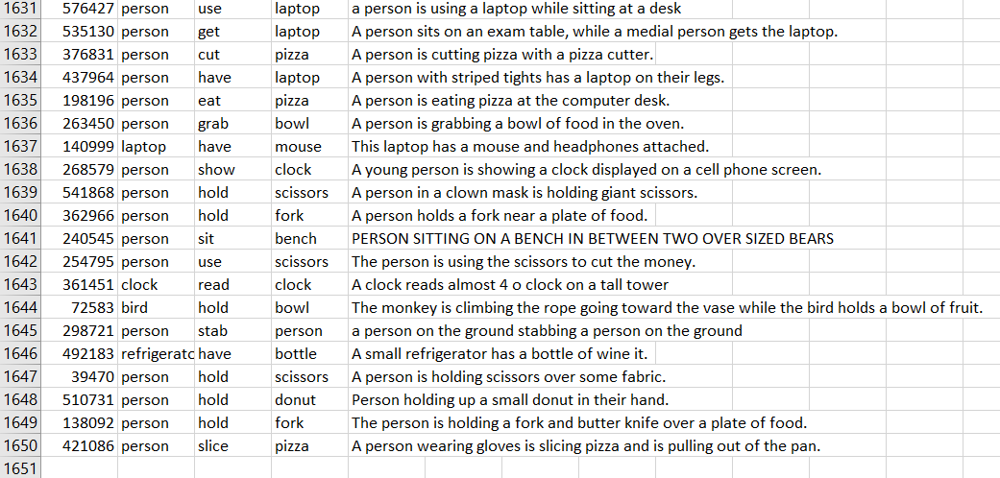 1631 576427 person use laptop a person is using a laptop while sitting at a desk
1632 535130 person get laptop A person sits on an exam table, while a medial person gets the laptop.
1633 376831 person cut pizza A person is cutting pizza with a pizza cutter.
1634 437964 person have laptop A person with striped tights has a laptop on their legs.
1635 198196 person eat pizza A person is eating pizza at the computer desk.
1636 263450 person grab bowl A person is grabbing a bowl of food in the oven.
1637 140999 laptop have mouse This laptop has a mouse and headphones attached.
1638 268579 person show clock A young person is showing a clock displayed on a cell phone screen.
1639 541868 person hold scissors A person in a clown mask is holding giant scissors.
1640 362966 person hold fork A person holds a fork near a plate of food.
1641 240545 person sit bench PERSON SITTING ON A BENCH IN BETWEEN TWO OVER SIZED BEARS
1642 254795 person use scissors The person is using the scissors to cut the money.
1643 361451 clock read clock A clock reads almost 4 o clock on a tall tower
1644 72583 bird hold bowl The monkey is climbing the rope going toward the vase while the bird holds a bowl of fruit.
1645 298721 person stab person a person on the ground stabbing a person on the ground
1646 492183 refrigeratc have bottle A small refrigerator has a bottle of wine it.
1647 39470 person hold scissors A person is holding scissors over some fabric.
1648 510731 person hold donut Person holding up a small donut in their hand.
1649 138092 person hold fork The person is holding a fork and butter knife over a plate of food.
1650 421086 person slice pizza A person wearing gloves is slicing pizza and is pulling out of the pan.
1651